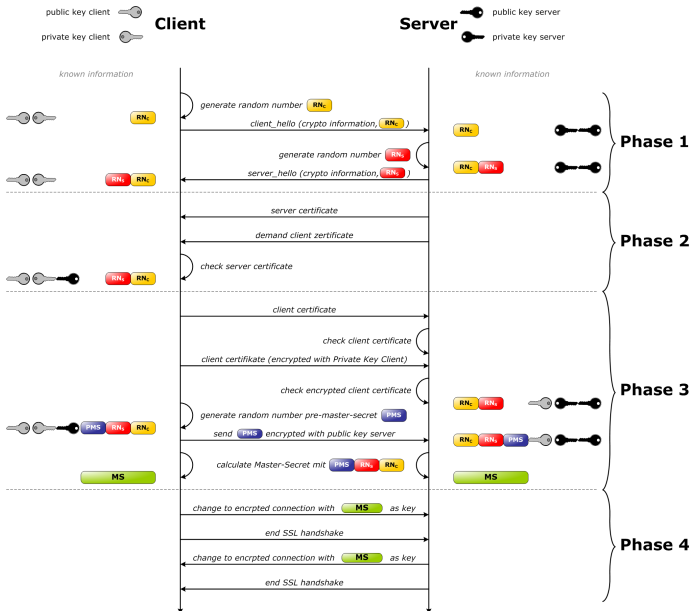 public key client
private key client
Client
Server
public key server
private key server
known information
known information
generate random number RNc
RNc
client_hello (crypto information, RNc )
RNc
Phase 1
generate random number RNs
RNc RNs
server_hello (crypto information, RNs )
RNs RNc
server certificate
demand client zertificate
Phase 2
check server certificate
RNs RNc
client certificate
check client certificate
client certifikate (encrypted with Private Key Client)
check encrypted client certificate
Phase 3
RNc RNs
generate random number pre-master-secret PMS
PMS RNs RNc
send PMS encrypted with public key server
RNc RNs PMS
calculate Master-Secret mit PMS RNs RNc
MS
MS
change to encrpted connection with MS as key
end SSL handshake
Phase 4
change to encrpted connection with MS as key
end SSL handshake